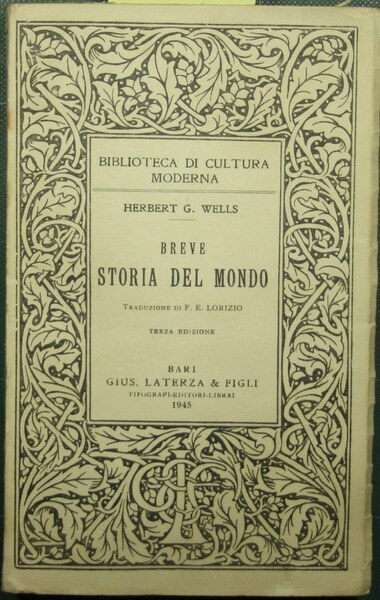 BIBLIOTECA DI CULTURA
MODERNA
HERBERT G. WELLS
BREVE
STORIA DEL MONDO
TRADUZIONE DI F. E. LORIZIO
TERZA EDIZIONE
BARI
GIUS. LATERZA & FIGLI
TIPOGRAFI-EDITORI-LIBRAI
1945